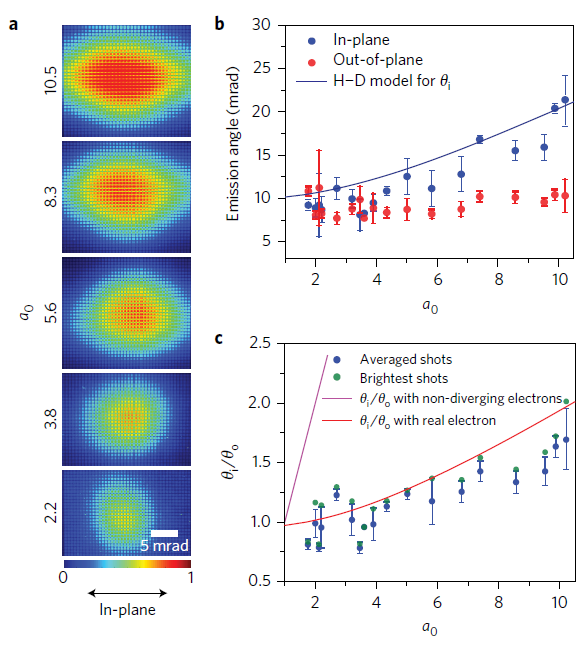 a
10.5
8.3
5.6
3.8
2.2
a0
5 mrad
0
1
In-plane
b
30
25
20
15
10
5
Emission angle (mrad)
In-plane
Out-of-plane
H–D model for θi
2
4
6
8
10
a0
c
2.5
2.0
1.5
1.0
0.5
θi/θo
Averaged shots
Brightest shots
θi/θo with non-diverging electrons
θi/θo with real electron
2
4
6
8
10
a0